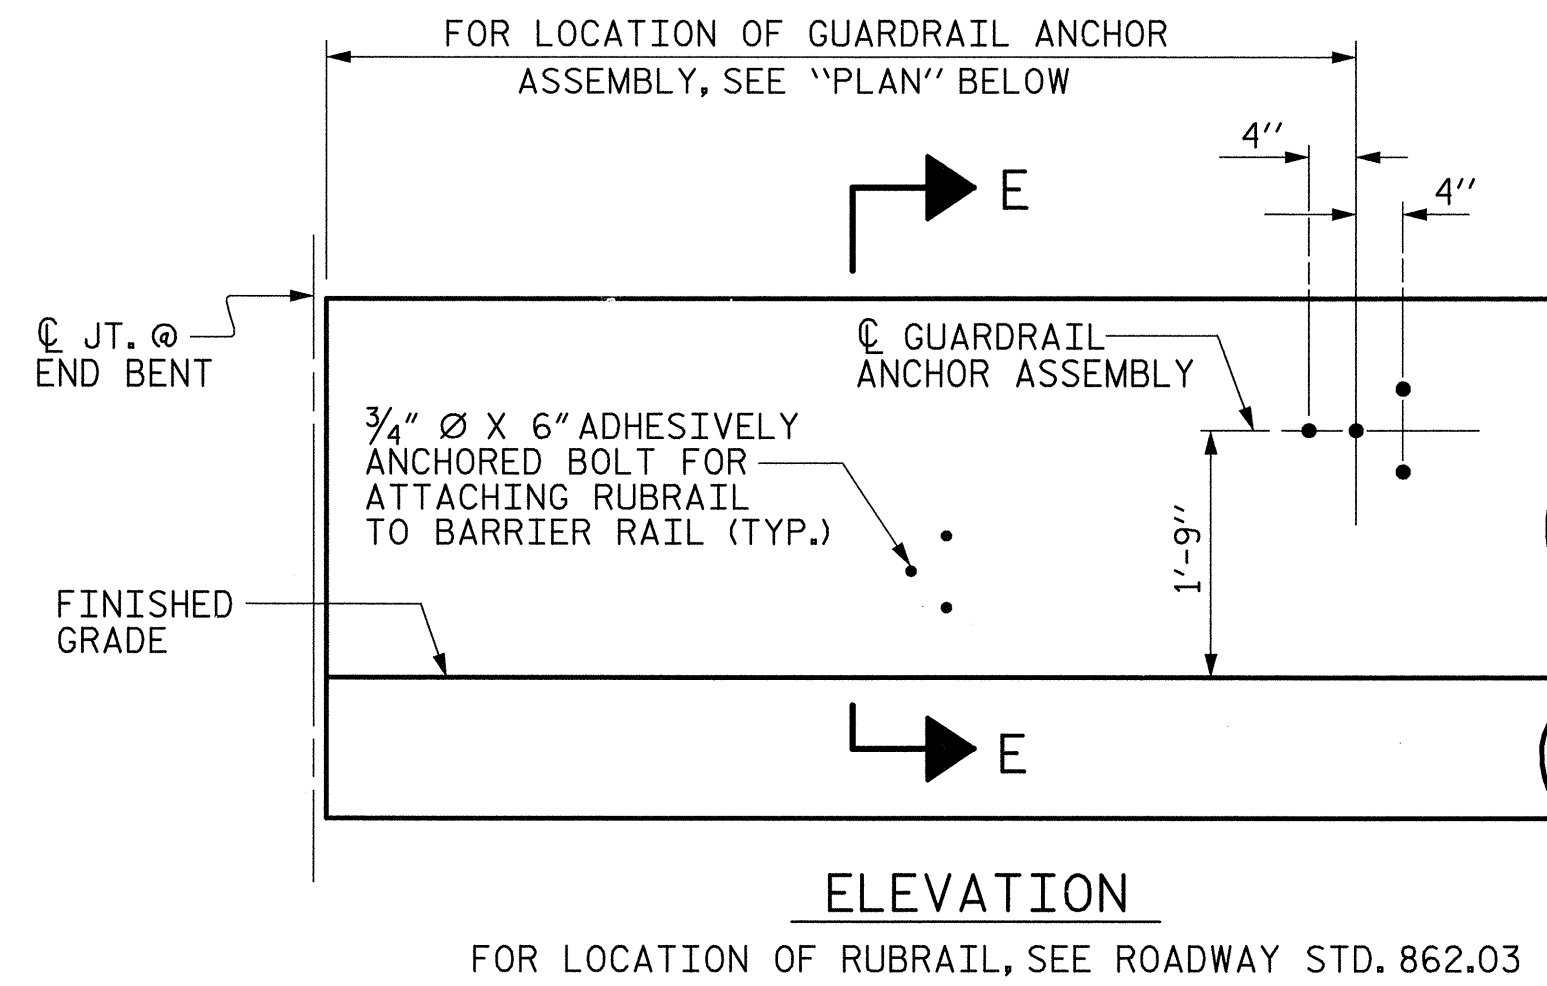 FOR LOCATION OF GUARDRAIL ANCHOR
ASSEMBLY, SEE "PLAN" BELOW
4"
4"
E
℄ JT. @
END BENT
℄ GUARDRAIL
ANCHOR ASSEMBLY
3/4" Ø X 6" ADHESIVELY
ANCHORED BOLT FOR
ATTACHING RUBRAIL
TO BARRIER RAIL (TYP.)
1'-9"
FINISHED
GRADE
E
ELEVATION
FOR LOCATION OF RUBRAIL, SEE ROADWAY STD. 862.03